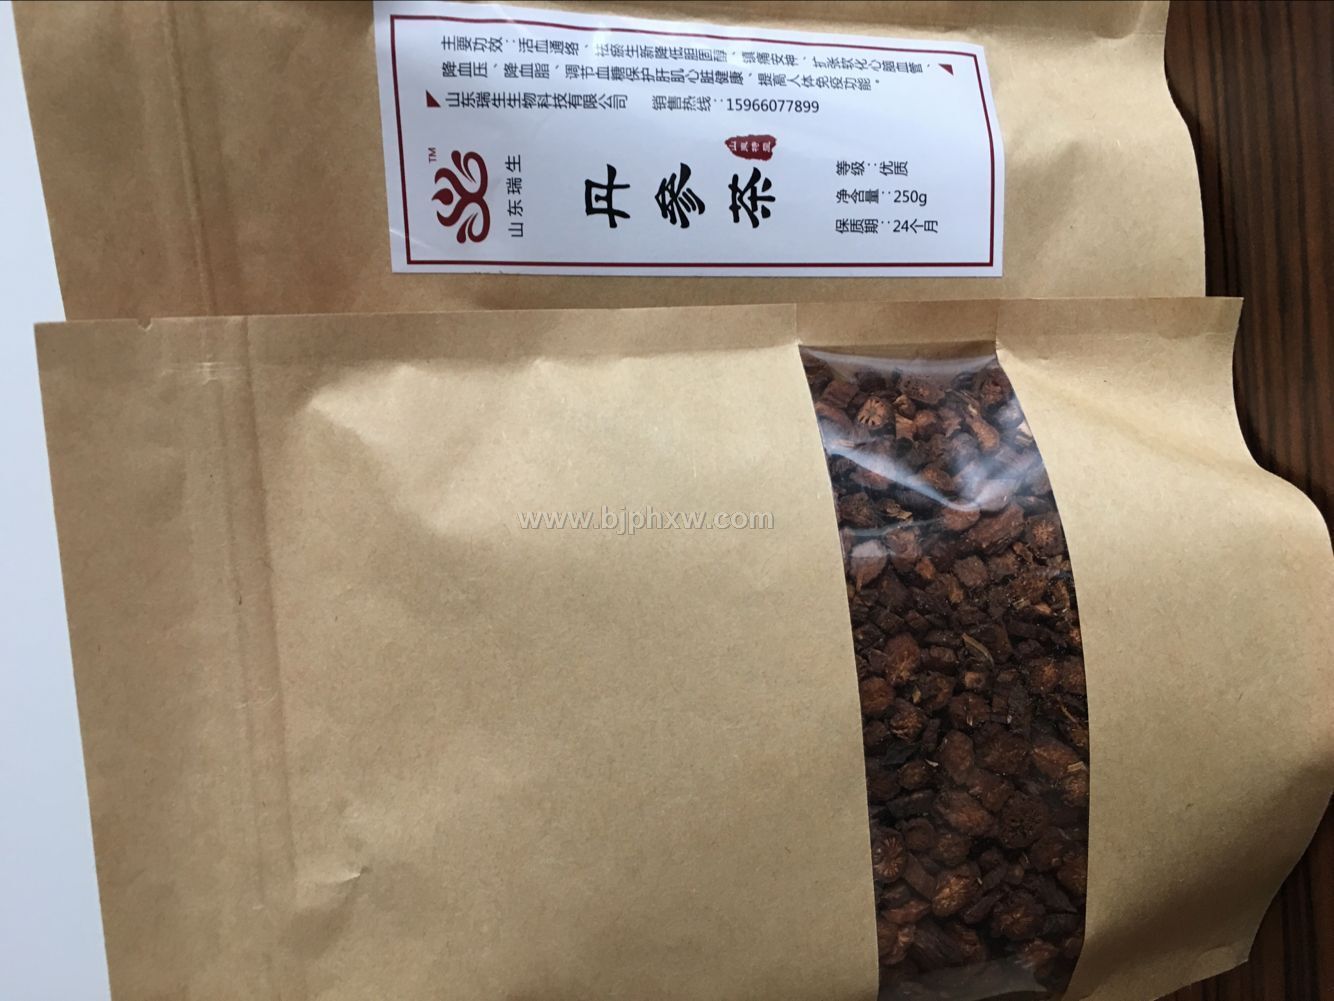 主要功效：活血通络、祛瘀生新降低胆固醇、镇痛安神、扩张软化心脑血管、
降血压、降血脂、调节血糖保护肝肌心脏健康、提高人体免疫功能。
山东瑞生生物科技有限公司 销售热线：15966077899
TM
山东瑞生
丹参茶
山东特产
等级：优质
净含量：250g
保质期：24个月
www.bjphxw.com